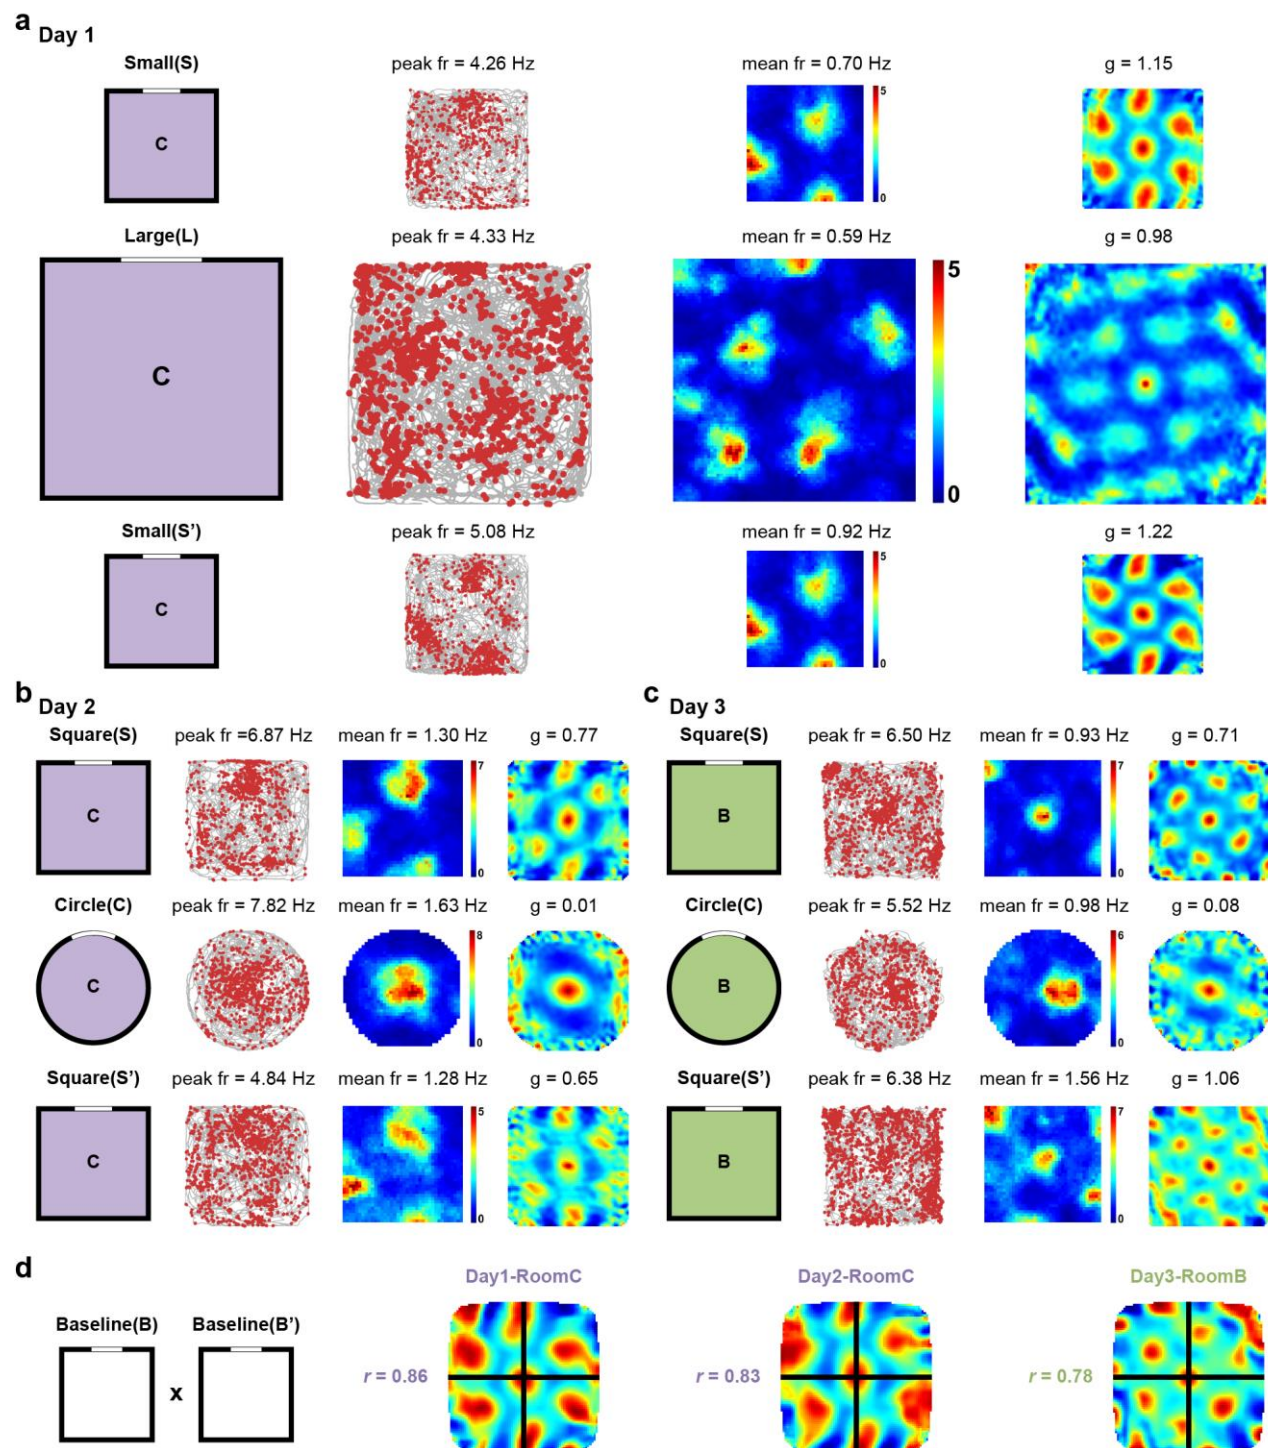 a
Day 1
Small(S) peak fr = 4.26 Hz mean fr = 0.70 Hz g = 1.15
C
5
0
Large(L) peak fr = 4.33 Hz mean fr = 0.59 Hz g = 0.98
C
5
0
Small(S’) peak fr = 5.08 Hz mean fr = 0.92 Hz g = 1.22
C
5
0
b
Day 2
Square(S) peak fr =6.87 Hz mean fr = 1.30 Hz g = 0.77
C
7
0
Circle(C) peak fr = 7.82 Hz mean fr = 1.63 Hz g = 0.01
C
8
0
Square(S’) peak fr = 4.84 Hz mean fr = 1.28 Hz g = 0.65
C
5
0
c
Day 3
Square(S) peak fr = 6.50 Hz mean fr = 0.93 Hz g = 0.71
B
7
0
Circle(C) peak fr = 5.52 Hz mean fr = 0.98 Hz g = 0.08
B
6
0
Square(S’) peak fr = 6.38 Hz mean fr = 1.56 Hz g = 1.06
B
7
0
d
Day1-RoomC Day2-RoomC Day3-RoomB
Baseline(B) Baseline(B’)
x
r = 0.86 r = 0.83 r = 0.78